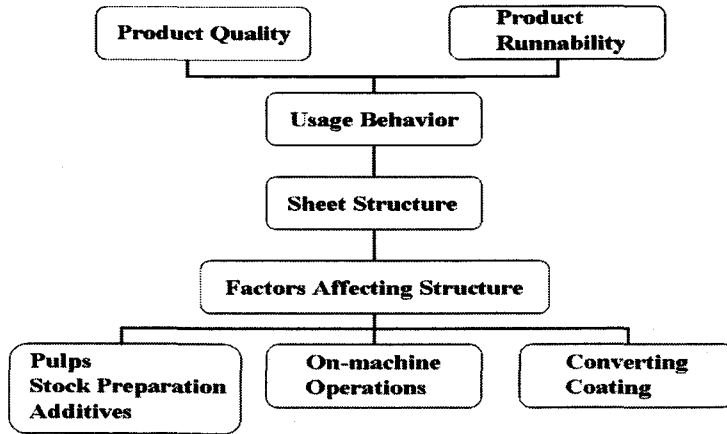 Product Quality
Product
Runnability
Usage Behavior
Sheet Structure
Factors Affecting Structure
Pulps
Stock Preparation
Additives
On-machine
Operations
Converting
Coating